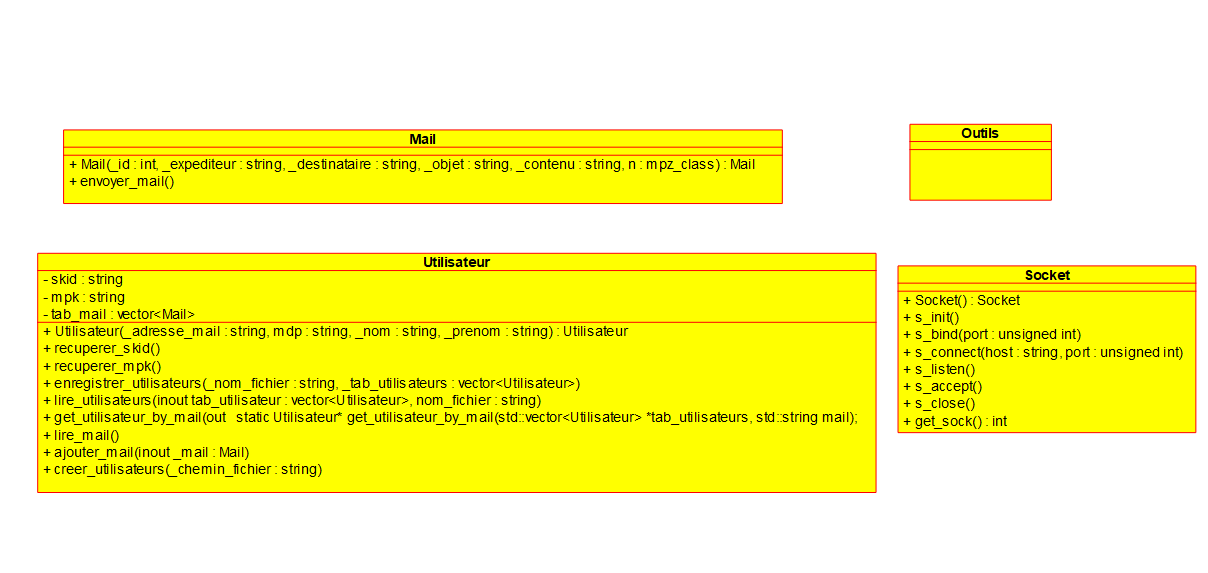 Mail
+ Mail(_id : int, _expediteur : string, _destinataire : string, _objet : string, _contenu : string, n : mpz_class) : Mail
+ envoyer_mail()
Outils
Utilisateur
- skid : string
- mpk : string
- tab_mail : vector<Mail>
+ Utilisateur(_adresse_mail : string, mdp : string, _nom : string, _prenom : string) : Utilisateur
+ recuperer_skid()
+ recuperer_mpk()
+ enregistrer_utilisateurs(_nom_fichier : string, _tab_utilisateurs : vector<Utilisateur>)
+ lire_utilisateurs(inout tab_utilisateur : vector<Utilisateur>, nom_fichier : string)
+ get_utilisateur_by_mail(out static Utilisateur* get_utilisateur_by_mail(std::vector<Utilisateur> *tab_utilisateurs, std::string mail);
+ lire_mail()
+ ajouter_mail(inout _mail : Mail)
+ creer_utilisateurs(_chemin_fichier : string)
Socket
+ Socket() : Socket
+ s_init()
+ s_bind(port : unsigned int)
+ s_connect(host : string, port : unsigned int)
+ s_listen()
+ s_accept()
+ s_close()
+ get_sock() : int